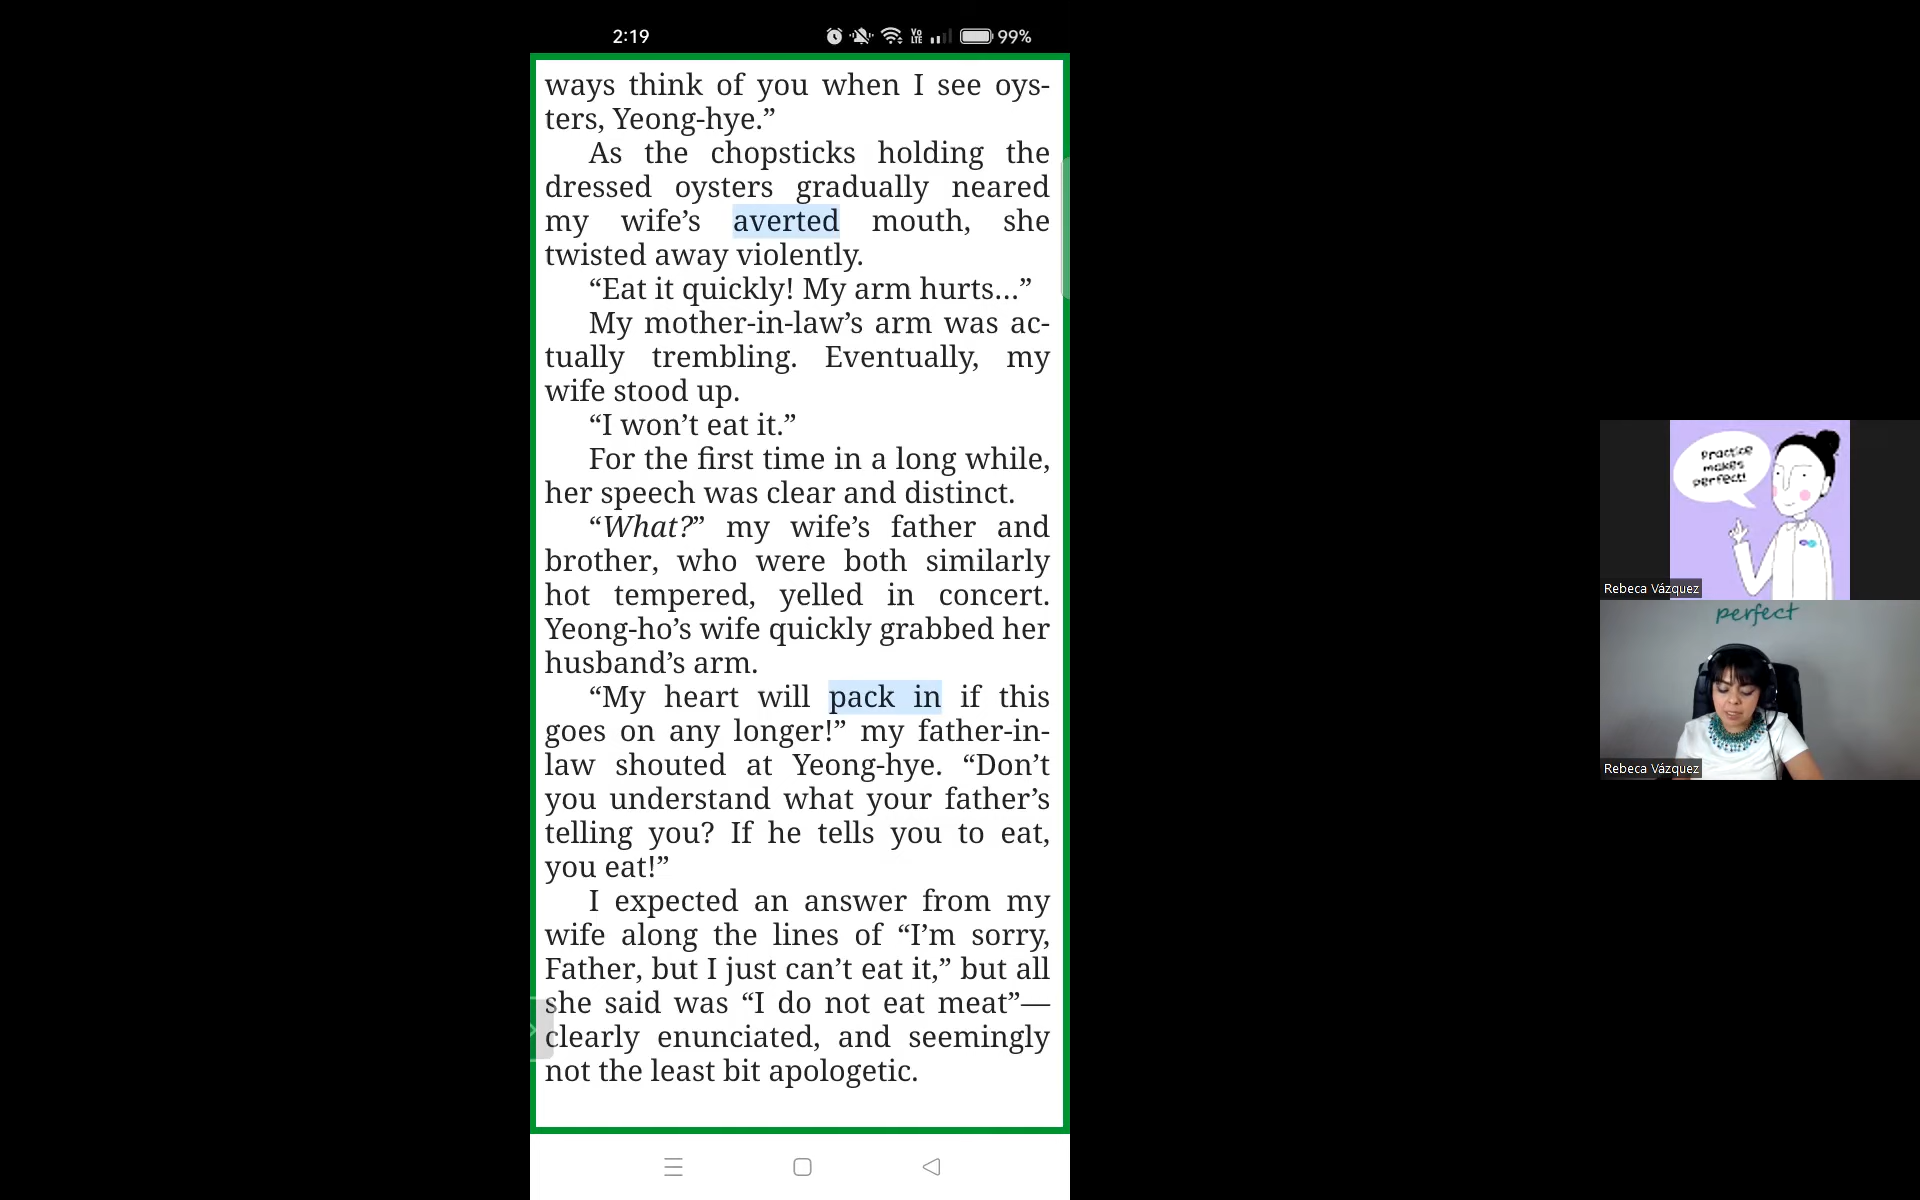 2:19
Vo
LTE
99%
ways think of you when I see oys-
ters, Yeong-hye.”
As the chopsticks holding the
dressed oysters gradually neared
my wife’s averted mouth, she
twisted away violently.
“Eat it quickly! My arm hurts…”
My mother-in-law’s arm was ac-
tually trembling. Eventually, my
wife stood up.
“I won’t eat it.”
For the first time in a long while,
her speech was clear and distinct.
“What?” my wife’s father and
brother, who were both similarly
hot tempered, yelled in concert.
Yeong-ho’s wife quickly grabbed her
husband’s arm.
“My heart will pack in if this
goes on any longer!” my father-in-
law shouted at Yeong-hye. “Don’t
you understand what your father’s
telling you? If he tells you to eat,
you eat!”
I expected an answer from my
wife along the lines of “I’m sorry,
Father, but I just can’t eat it,” but all
she said was “I do not eat meat”—
clearly enunciated, and seemingly
not the least bit apologetic.
Practice
makes
perfect!
Rebeca Vázquez
perfect
Rebeca Vázquez